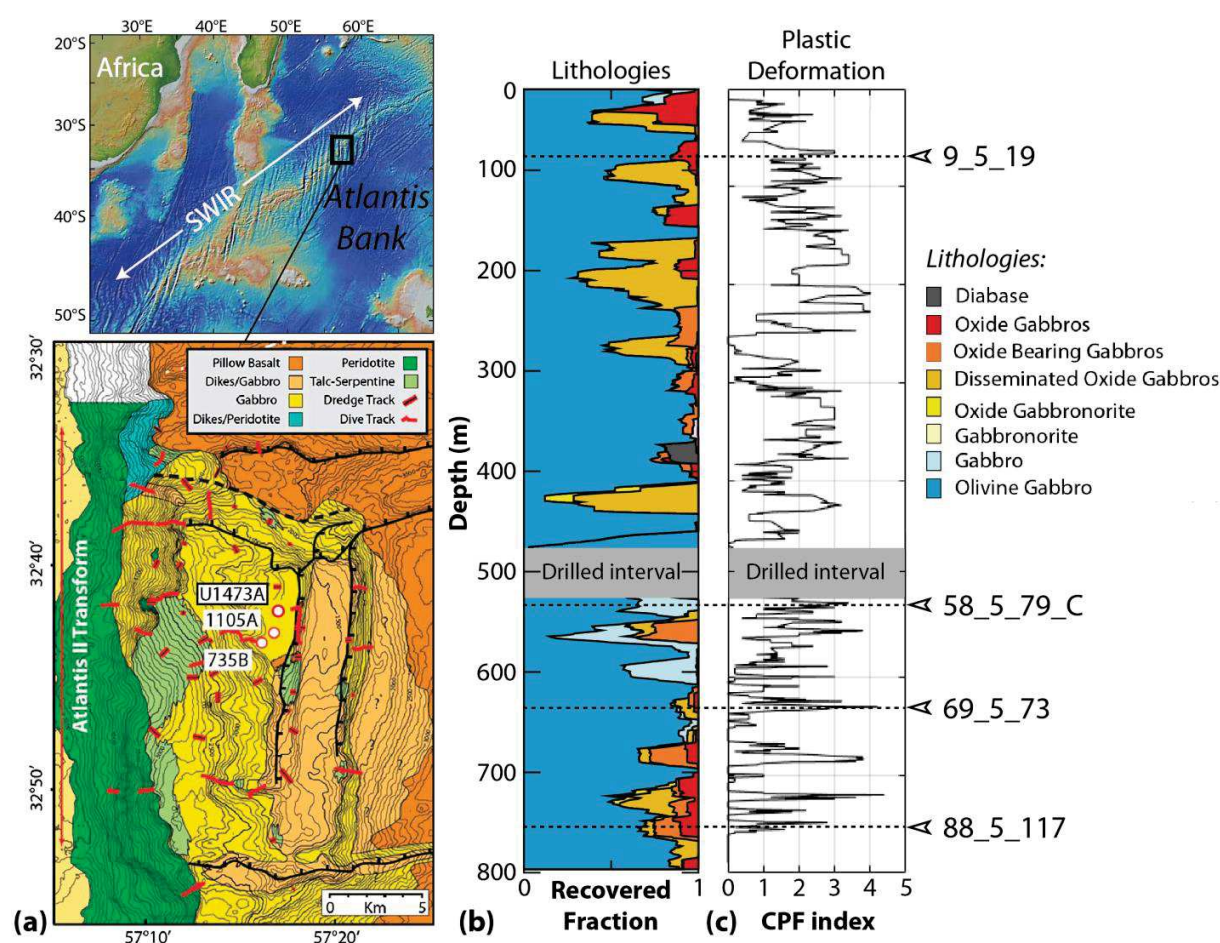 30°E 40°E 50°E 60°E
20°S
30°S
40°S
50°S
Africa
SWIR
Atlantis
Bank
32°30′
32°40′
32°50′
Pillow Basalt
Dikes/Gabbro
Gabbro
Dikes/Peridotite
Peridotite
Talc-Serpentine
Dredge Track
Dive Track
Atlantis II Transform
U1473A
1105A
735B
0 5
Km
57°10′ 57°20′
(a)
Lithologies
0
100
200
300
400
500
600
700
800
Depth (m)
Drilled interval
0 1
Recovered
Fraction
(b)
Plastic
Deformation
Drilled interval
0 1 2 3 4 5
CPF index
(c)
9_5_19
58_5_79_C
69_5_73
88_5_117
Lithologies:
Diabase
Oxide Gabbros
Oxide Bearing Gabbros
Disseminated Oxide Gabbros
Oxide Gabbronorite
Gabbronorite
Gabbro
Olivine Gabbro